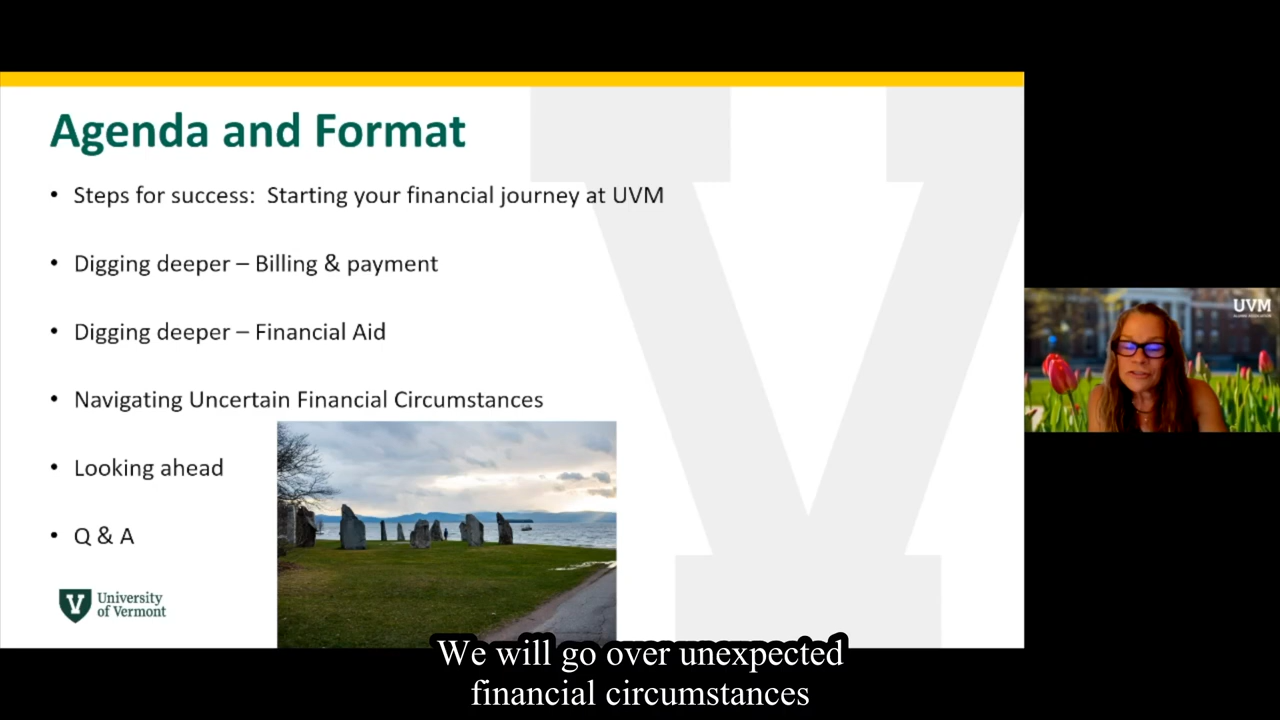 Agenda and Format
• Steps for success:  Starting your financial journey at UVM
• Digging deeper – Billing & payment
• Digging deeper – Financial Aid
• Navigating Uncertain Financial Circumstances
• Looking ahead
• Q & A
V University
of Vermont
UVM
We will go over unexpected
financial circumstances